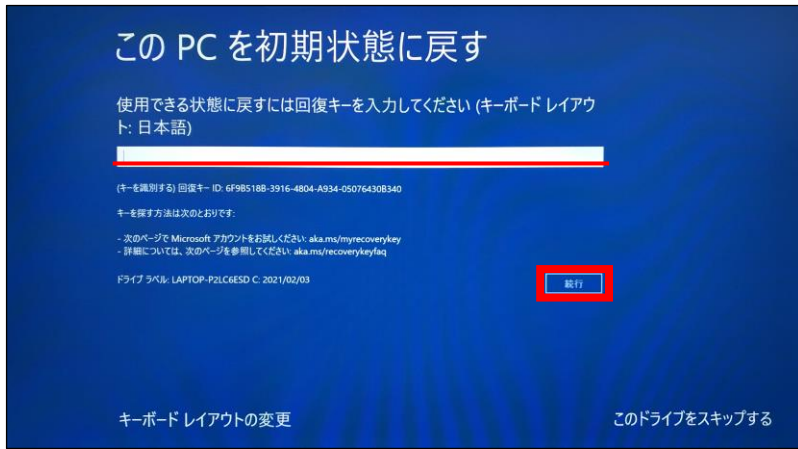 この PC を初期状態に戻す
使用できる状態に戻すには回復キーを入力してください (キーボード レイアウ
ト: 日本語)
(キーを識別する) 回復キー ID: 6F9B518B-3916-4804-A934-05076430B340
キーを探す方法は次のとおりです:
- 次のページで Microsoft アカウントをお試しください: aka.ms/myrecoverykey
- 詳細については、次のページを参照してください: aka.ms/recoverykeyfaq
ドライブ ラベル: LAPTOP-P2LC6ESD C: 2021/02/03
続行
キーボード レイアウトの変更
このドライブをスキップする